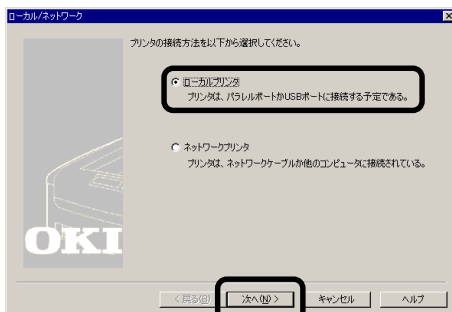 ローカル/ネットワーク
プリンタの接続方法を以下から選択してください。
ローカルプリンタ
プリンタは、パラレルポートかUSBポートに接続する予定である。
ネットワークプリンタ
プリンタは、ネットワークケーブルか他のコンピュータに接続されている。
OKI
< 戻る(B) 次へ(N) > キャンセル ヘルプ